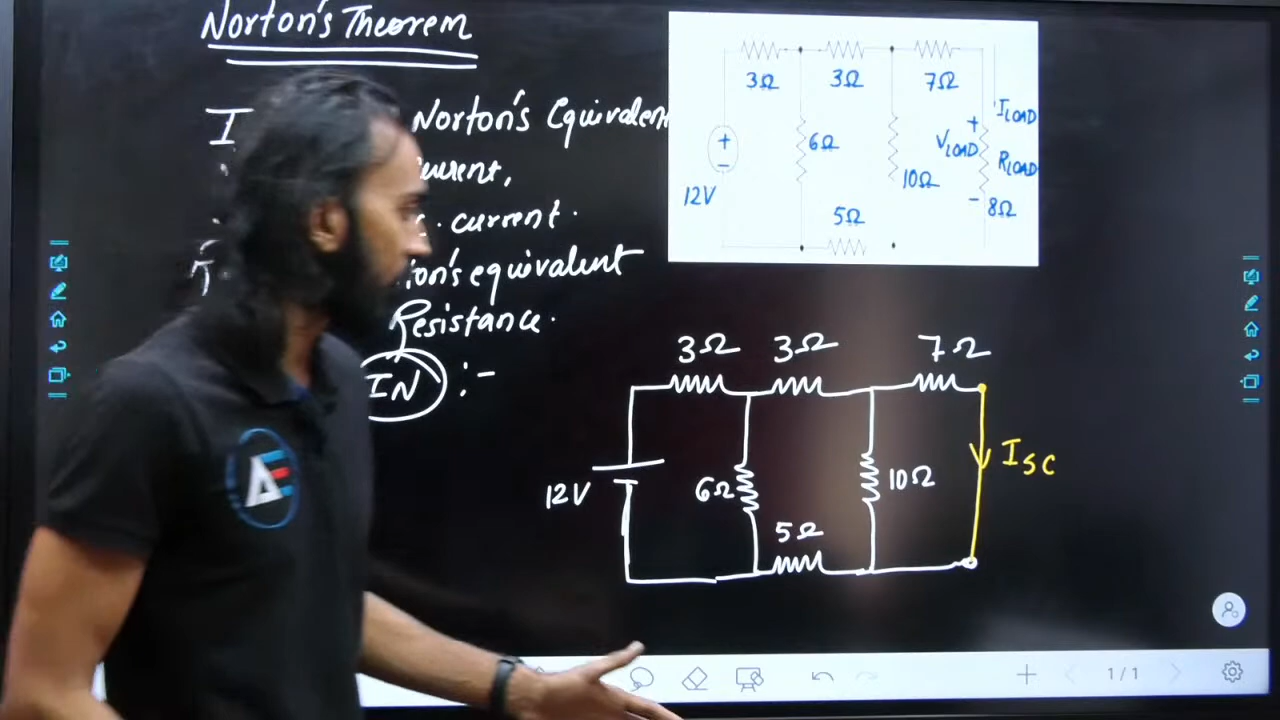 Norton's Theorem
I Norton's Equivalent
current.
Norton's equivalent
Resistance.
IN :-
3Ω 3Ω 7Ω
6Ω
10Ω
12V
5Ω
+
-
+ VLOAD -
ILOAD
RLOAD
8Ω
3Ω 3Ω 7Ω
12V 6Ω 10Ω ISC
5Ω
AE
1/1